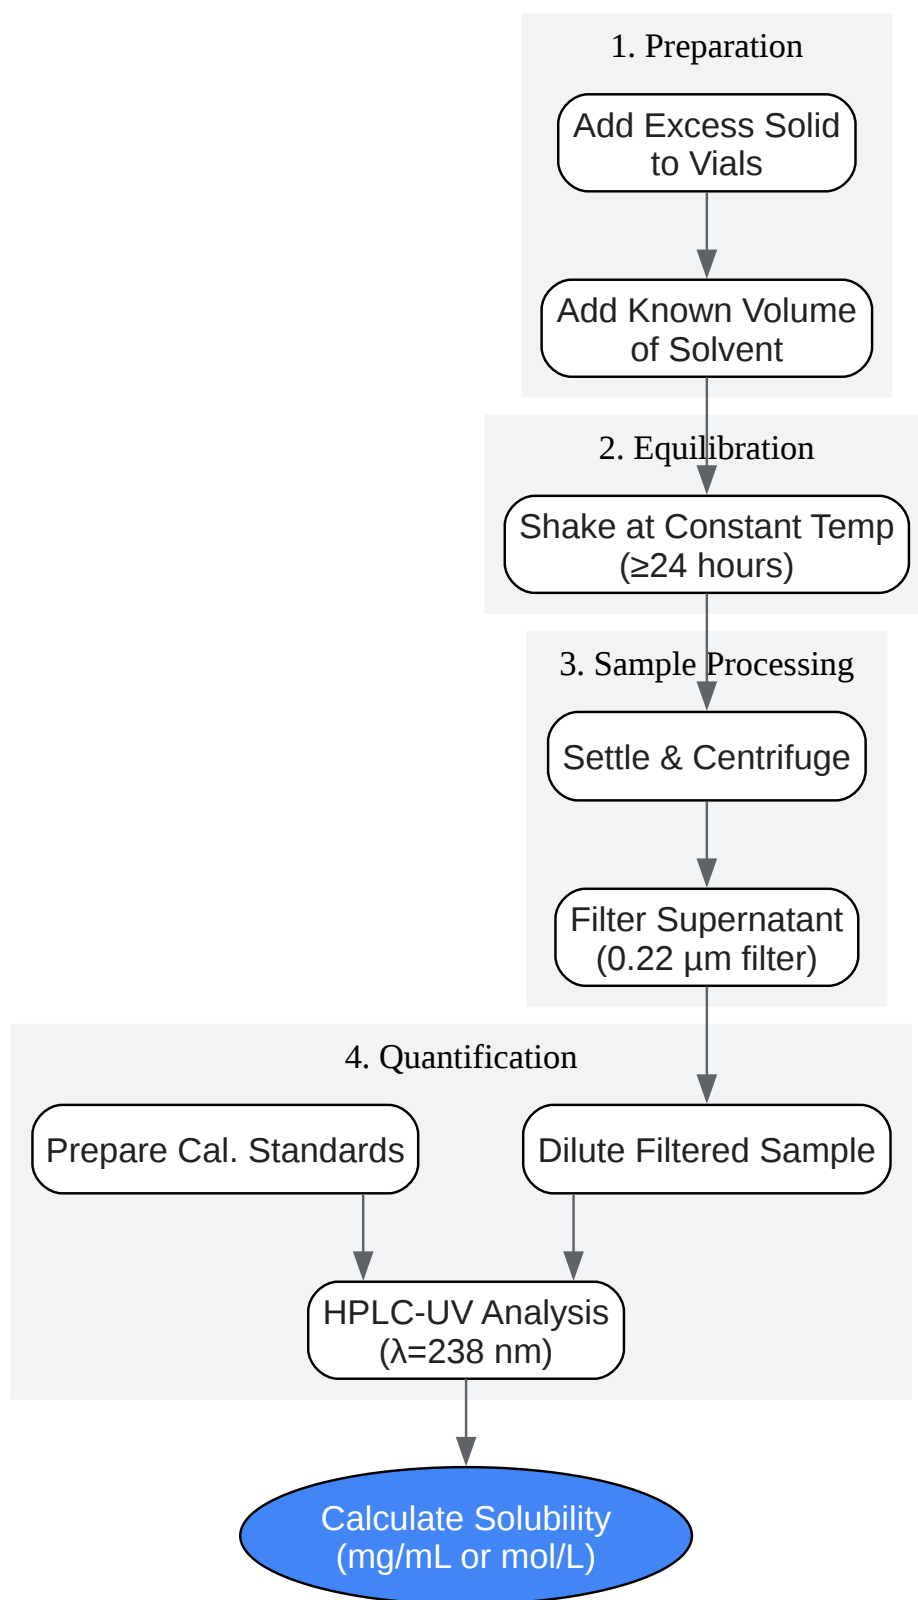 1. Preparation
Add Excess Solid
to Vials
Add Known Volume
of Solvent
2. Equilibration
Shake at Constant Temp
(≥24 hours)
3. Sample Processing
Settle & Centrifuge
Filter Supernatant
(0.22 µm filter)
4. Quantification
Prepare Cal. Standards
Dilute Filtered Sample
HPLC-UV Analysis
(λ=238 nm)
Calculate Solubility
(mg/mL or mol/L)